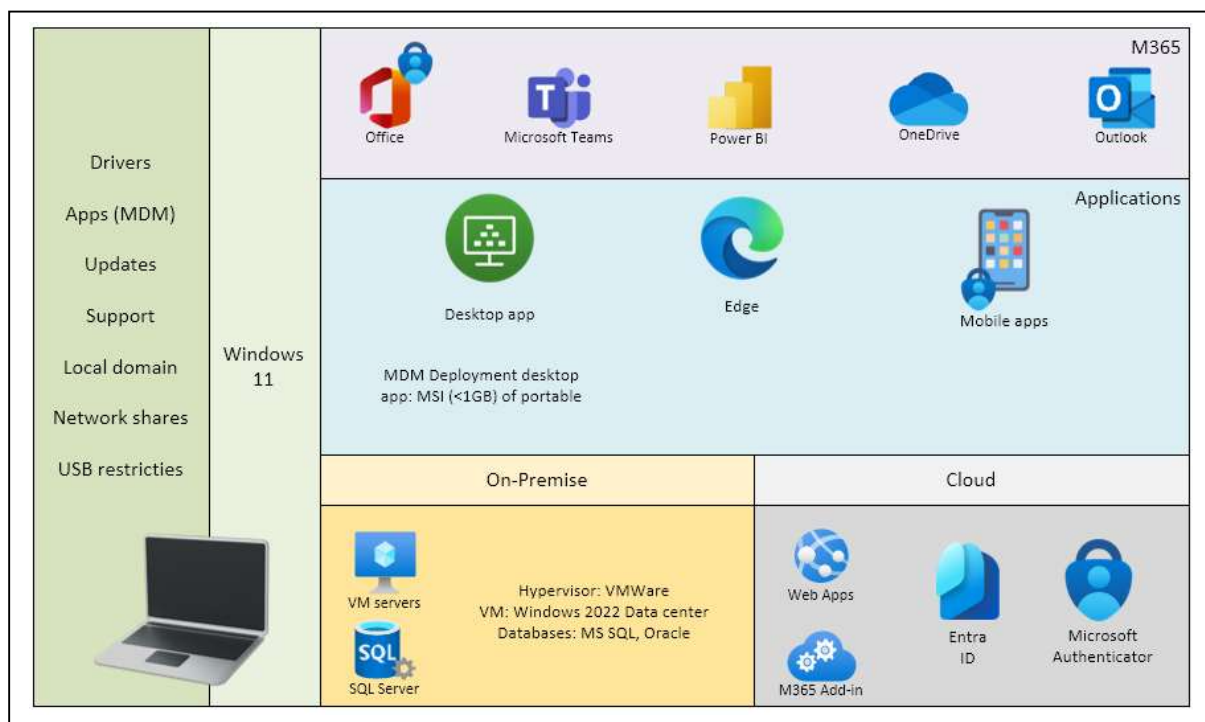 Drivers
Apps (MDM)
Updates
Support
Local domain
Network shares
USB restricties
Windows
11
M365
Office
Microsoft Teams
Power BI
OneDrive
Outlook
Applications
Desktop app
Edge
Mobile apps
MDM Deployment desktop
app: MSI (<1GB) of portable
On-Premise
Cloud
VM servers
SQL
SQL Server
Hypervisor: VMWare
VM: Windows 2022 Data center
Databases: MS SQL, Oracle
Web Apps
M365 Add-in
Entra
ID
Microsoft
Authenticator